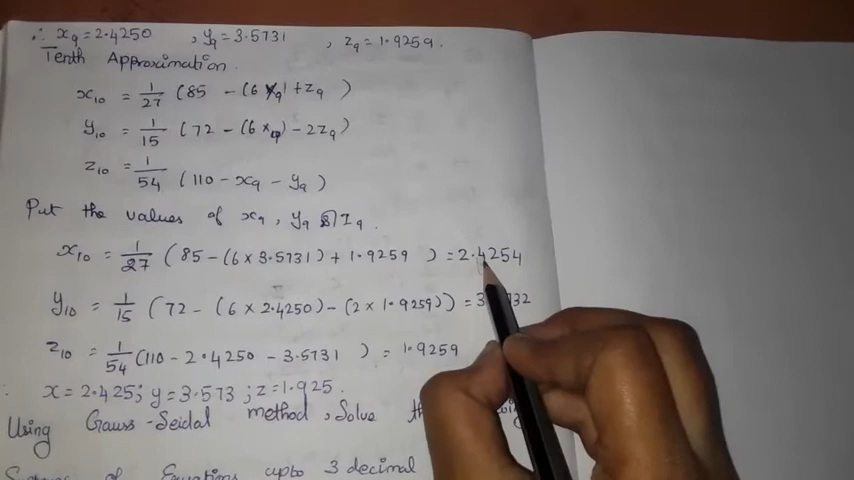 ∴ x₉ = 2.4250 , y₉ = 3.5731 , z₉ = 1.9259.
Tenth Approximation.
x₁₀ = 1/27 (85 - (6 y₉) + z₉ )
y₁₀ = 1/15 (72 - (6 x₉) - 2z₉)
z₁₀ = 1/54 (110 - x₉ - y₉)
Put the values of x₉, y₉ & z₉.
x₁₀ = 1/27 (85 - (6 × 3.5731) + 1.9259 ) = 2.4254
y₁₀ = 1/15 (72 - (6 × 2.4250) - (2 × 1.9259)) = 3. 732
z₁₀ = 1/54 (110 - 2.4250 - 3.5731 ) = 1.9259
∴ x = 2.425; y = 3.573 ; z = 1.925.
Using Gauss-Seidal method, Solve
of Equations upto 3 decimal